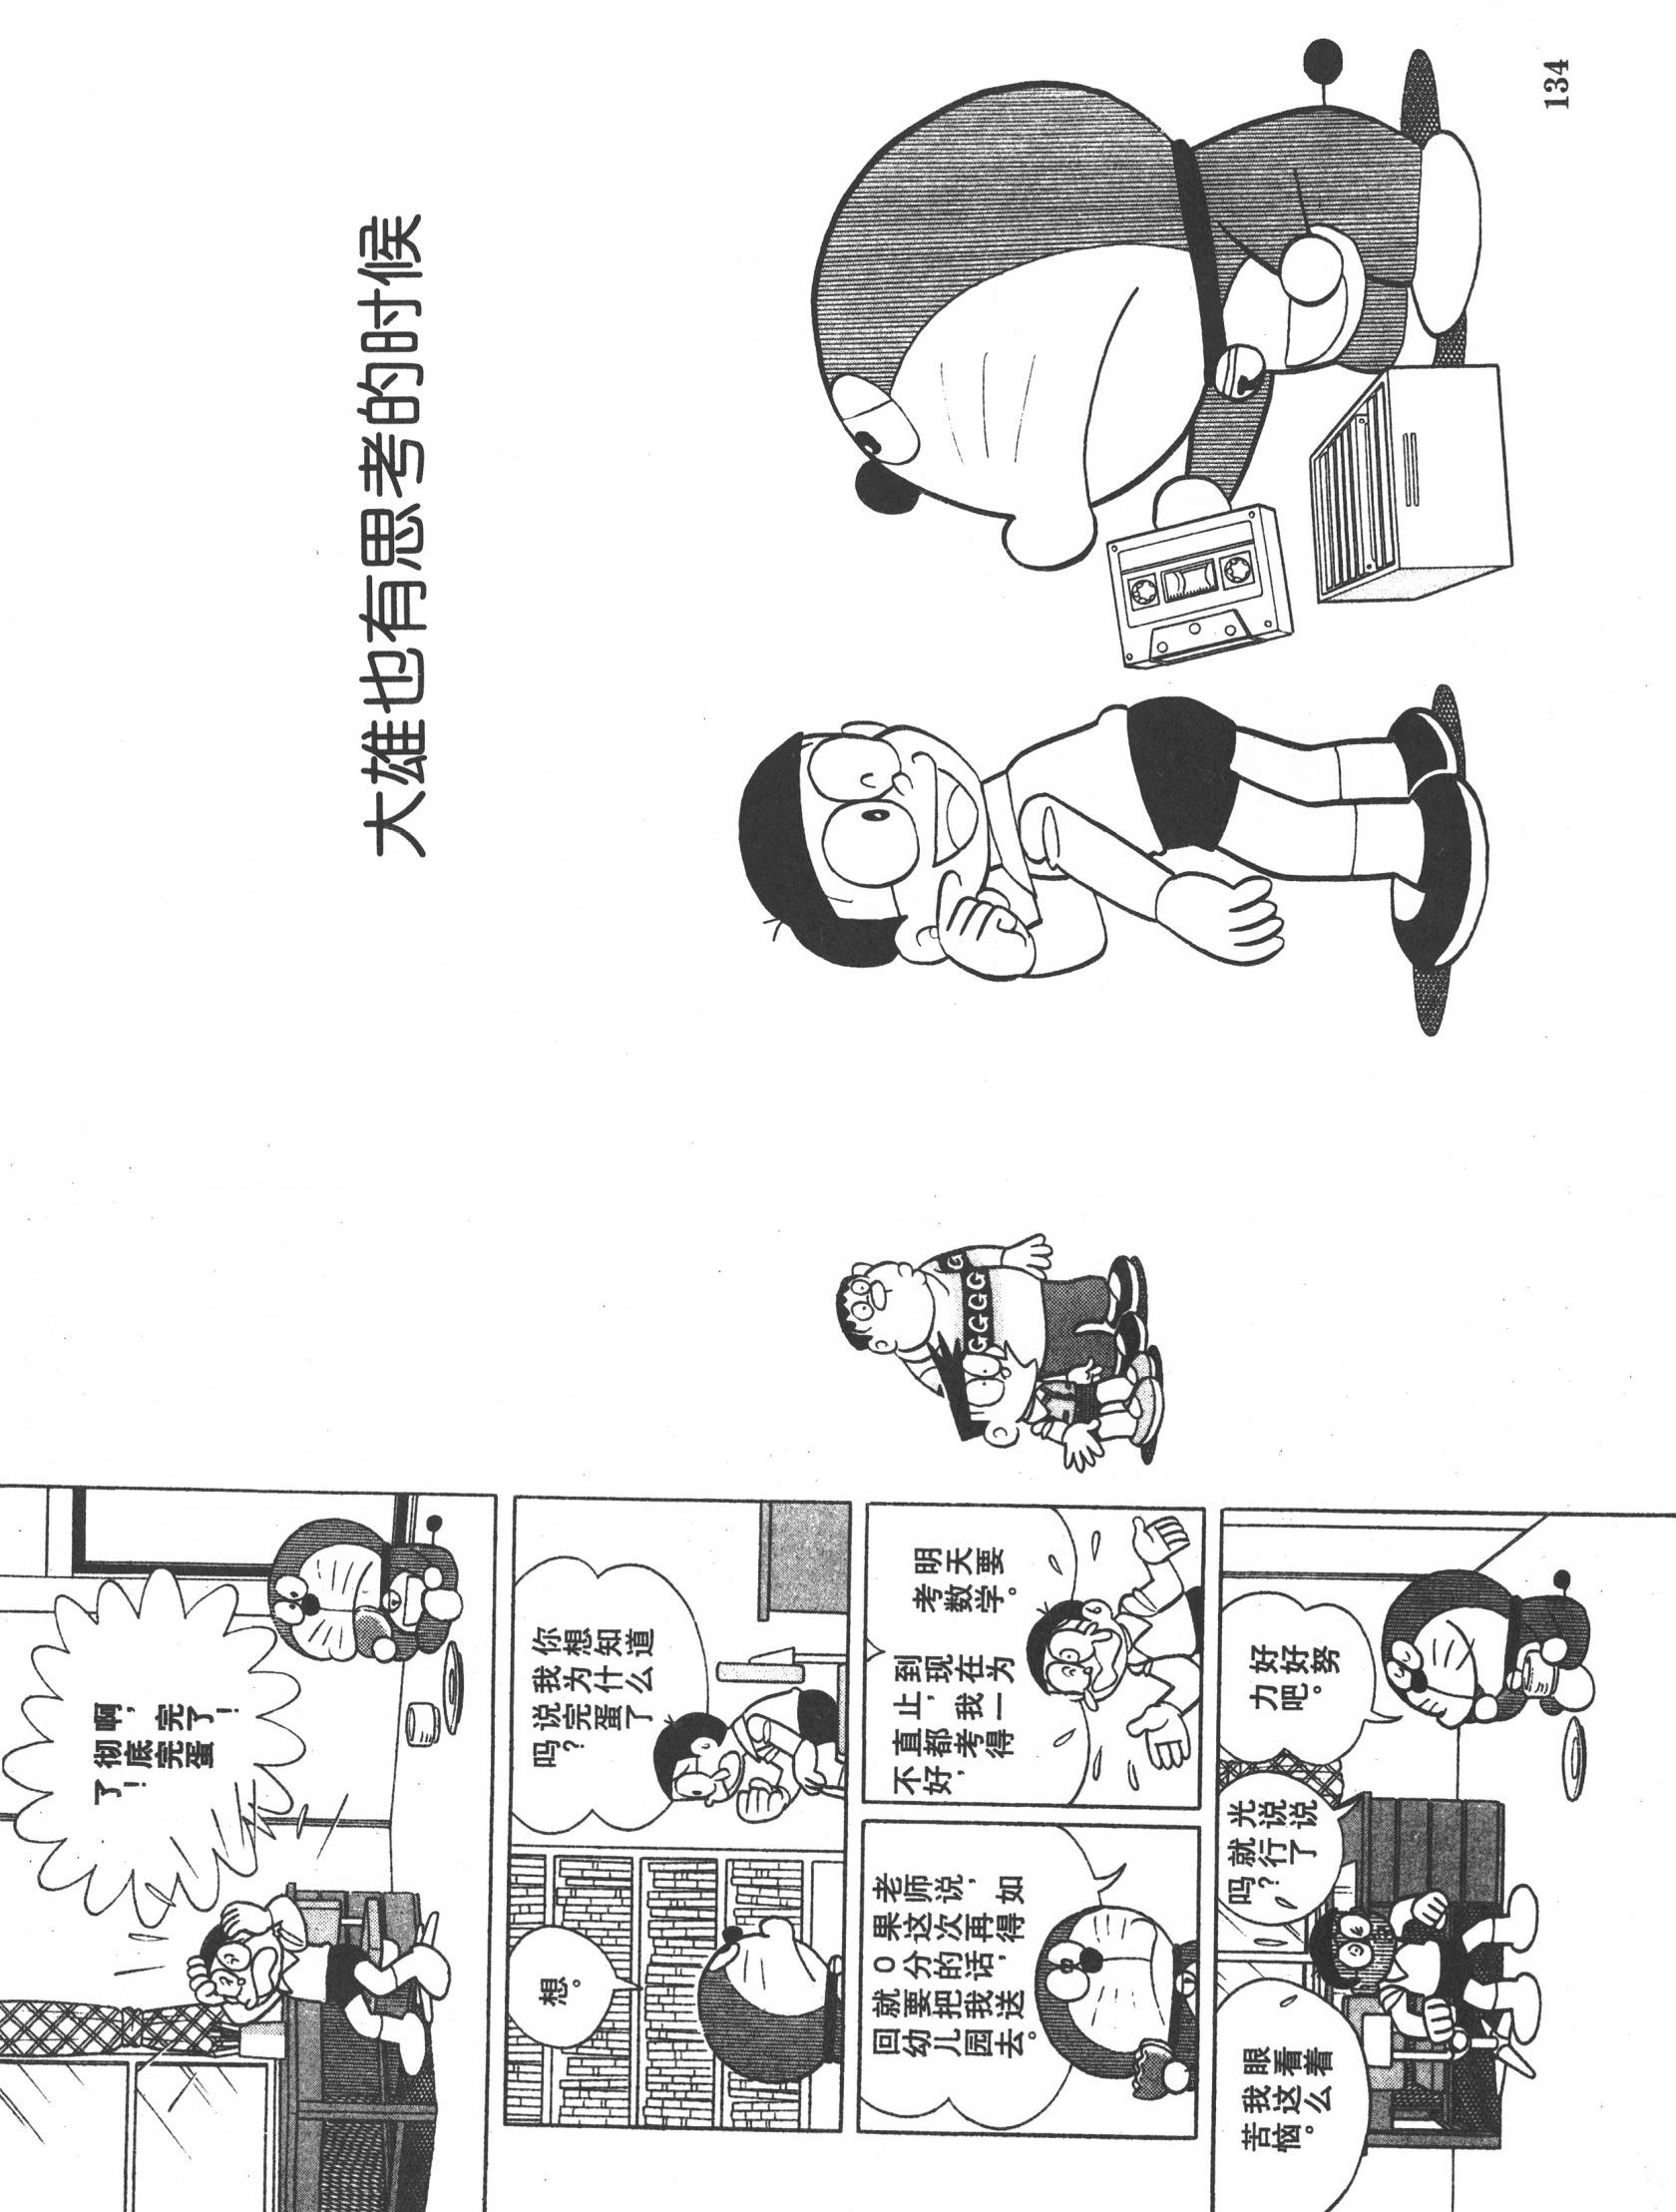 大雄也有思考的时候
134
G
GGGG
啊，完了！
彻底完蛋
了！
你想知道
我为什么
说完蛋了
吗？
想。
明天要
考数学。
到现在为
止，我一
直都考得
不好，
老师说，如
果这次再得
0分的话，
就要把我送
回幼儿园去。
好好努
力吧。
光说说
就行了
吗？
眼看着
我这么
苦恼。